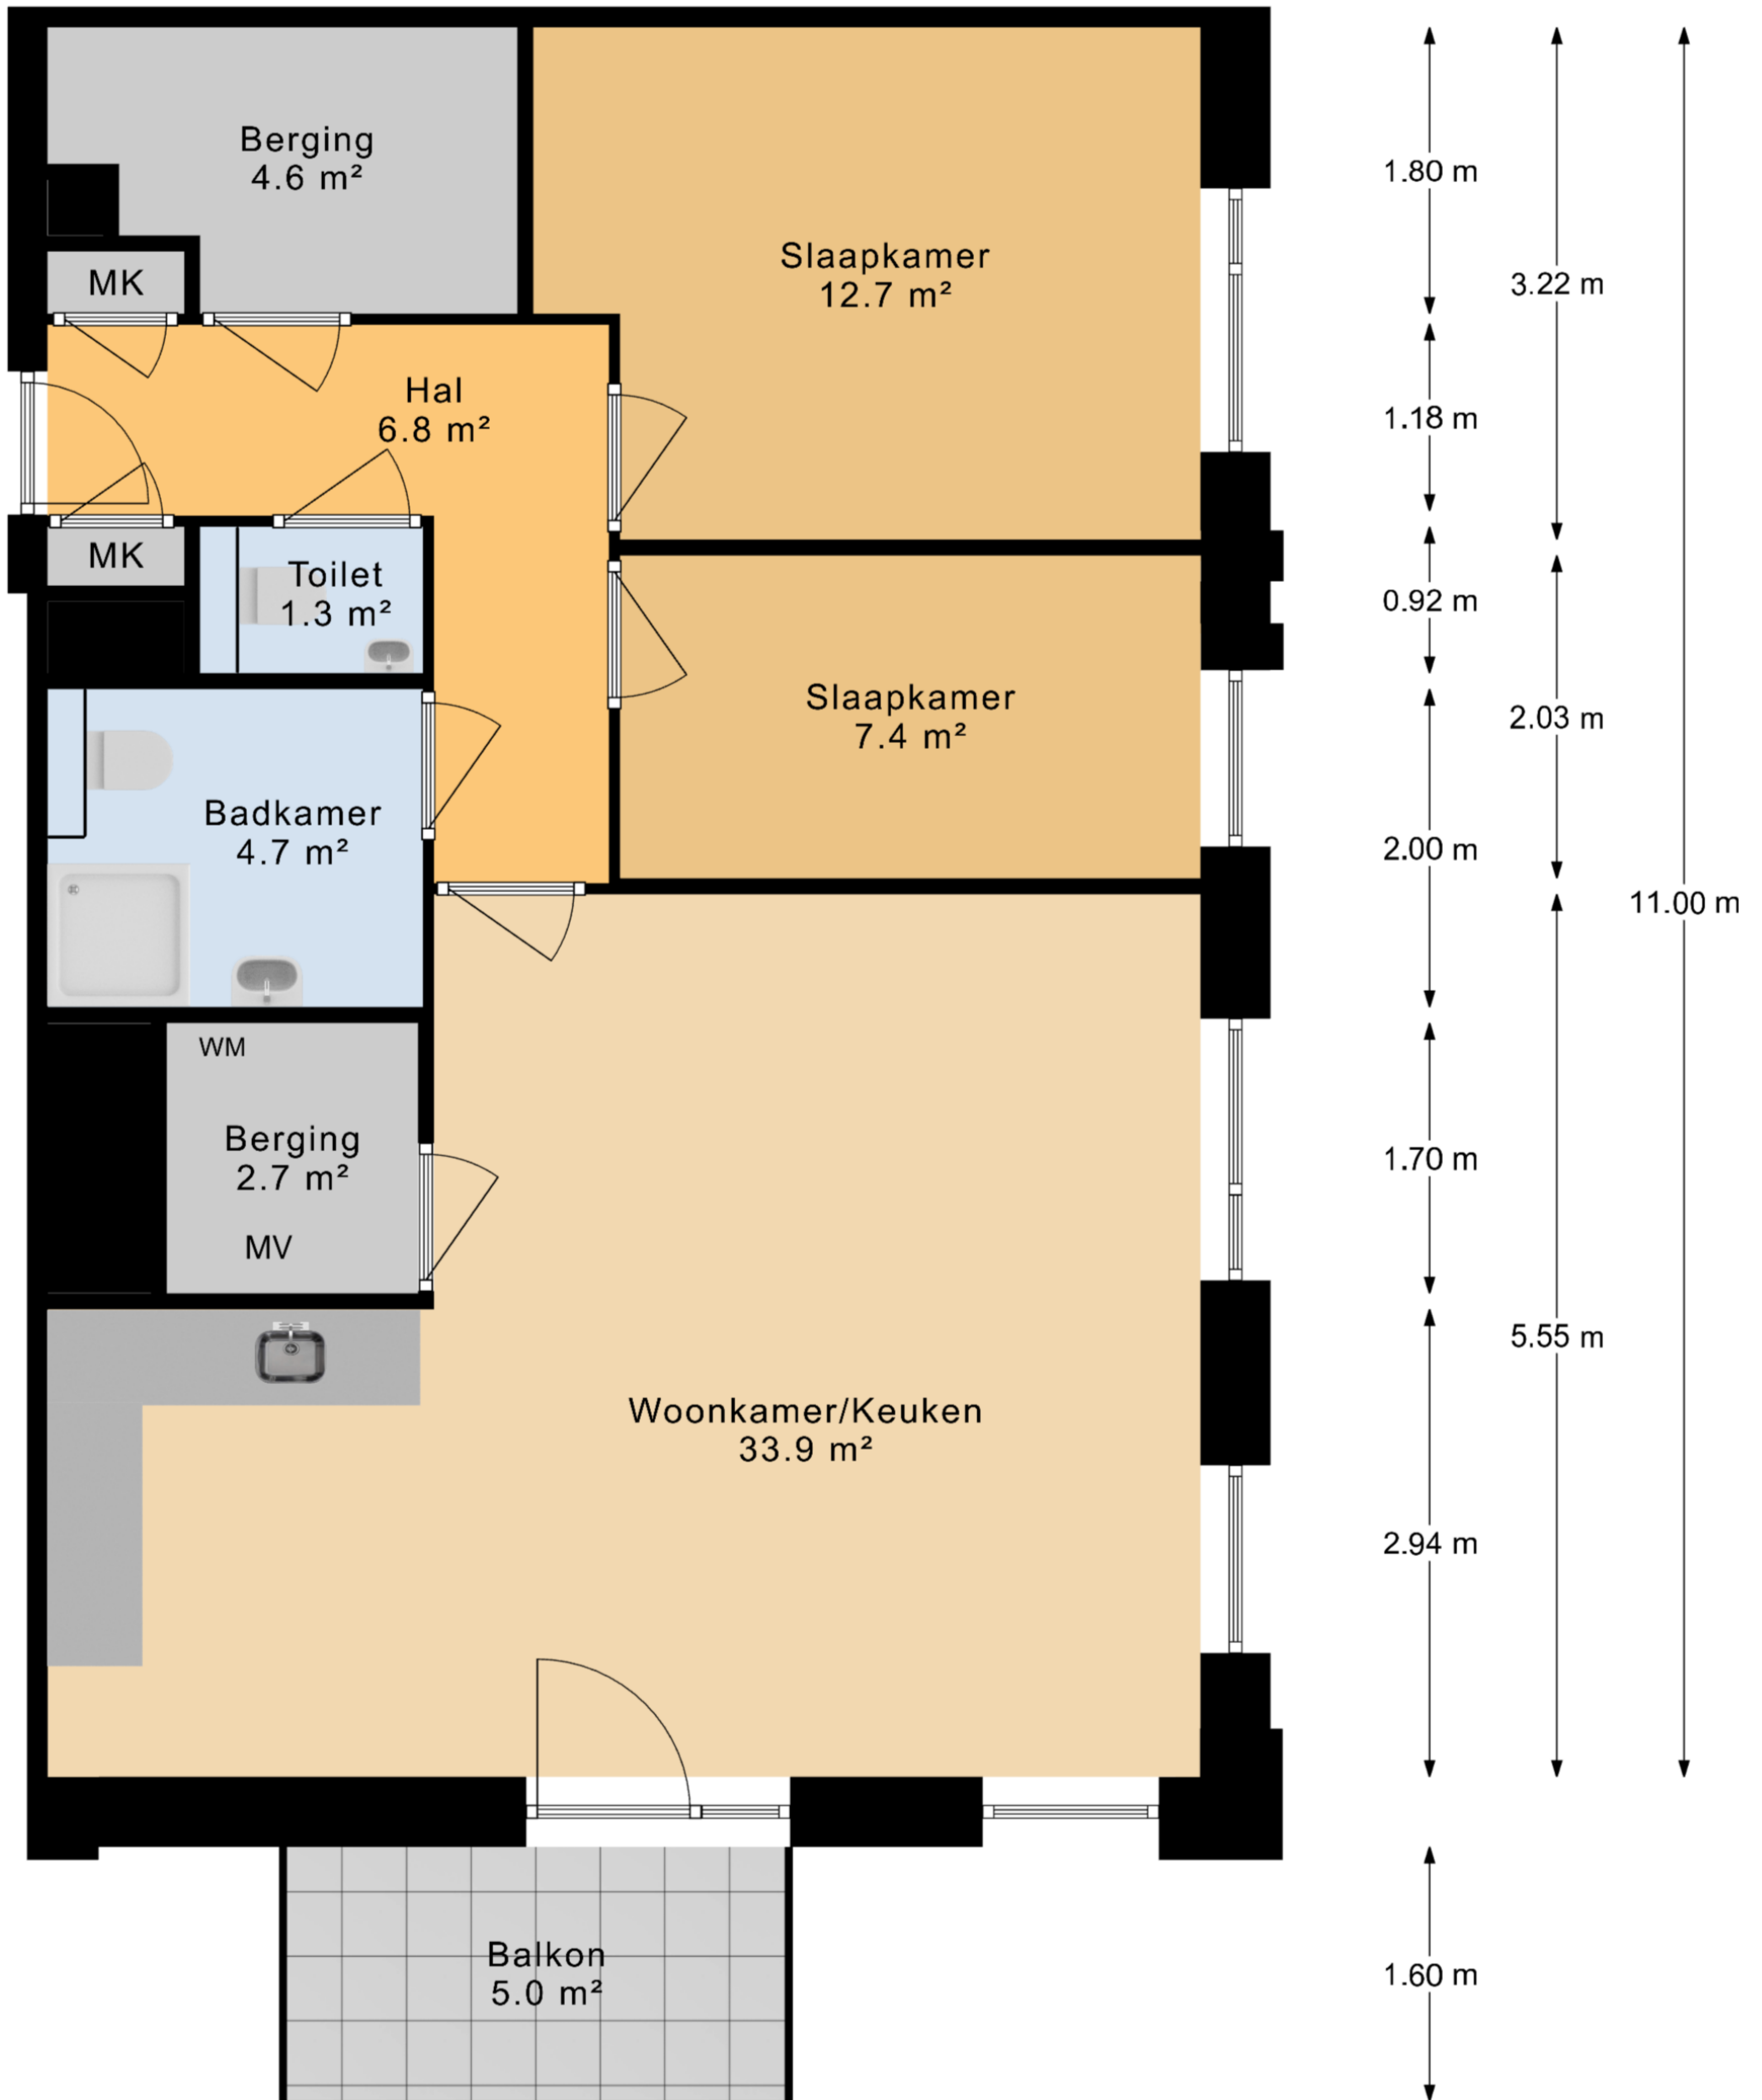 Berging
4.6 m²
MK
Slaapkamer
12.7 m²
Hal
6.8 m²
MK
Toilet
1.3 m²
Slaapkamer
7.4 m²
Badkamer
4.7 m²
WM
Berging
2.7 m²
MV
Woonkamer/Keuken
33.9 m²
Balkon
5.0 m²
1.80 m
1.18 m
0.92 m
2.00 m
1.70 m
2.94 m
1.60 m
3.22 m
2.03 m
5.55 m
11.00 m